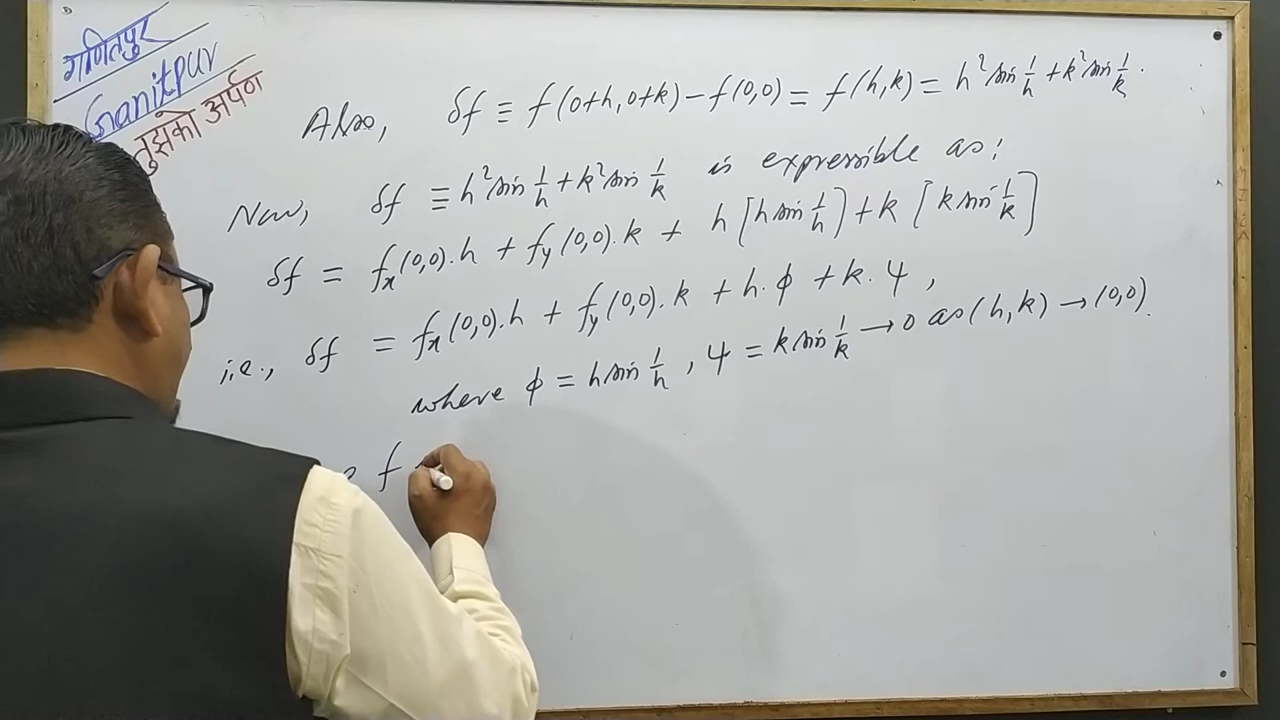 गणितपुर
Ganitpur
तुझको अर्पण
Also, δf ≡ f(0+h, 0+k) − f(0,0) = f(h,k) = h² sin 1/h + k² sin 1/k.
Now, δf ≡ h² sin 1/h + k² sin 1/k is expressible as:
δf = fx(0,0).h + fy(0,0).k + h [h sin 1/h] + k [k sin 1/k]
i.e., δf = fx(0,0).h + fy(0,0).k + h.φ + k.ψ,
where φ = h sin 1/h, ψ = k sin 1/k → 0 as (h,k) → (0,0).
f